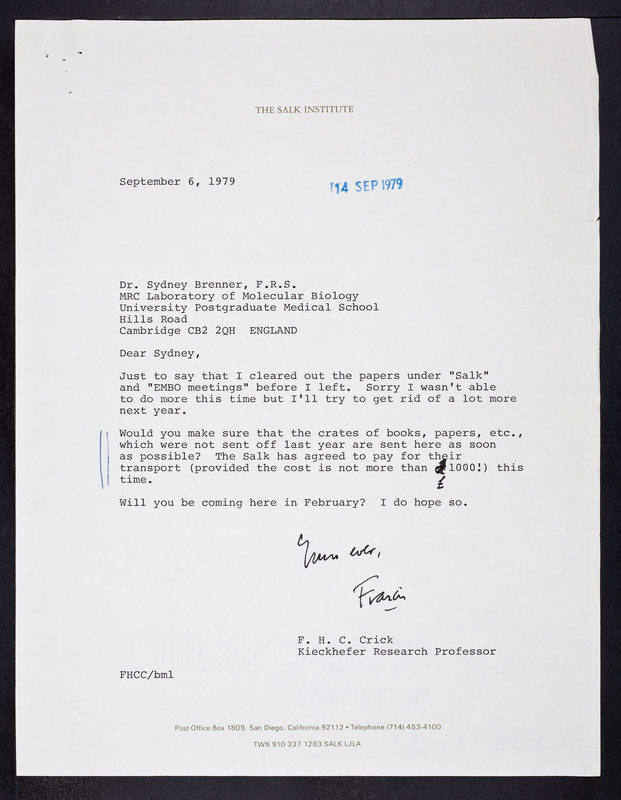 THE SALK INSTITUTE
September 6, 1979
14 SEP 1979
Dr. Sydney Brenner, F.R.S.
MRC Laboratory of Molecular Biology
University Postgraduate Medical School
Hills Road
Cambridge CB2 2QH ENGLAND
Dear Sydney,
Just to say that I cleared out the papers under "Salk"
and "EMBO meetings" before I left. Sorry I wasn't able
to do more this time but I'll try to get rid of a lot more
next year.
Would you make sure that the crates of books, papers, etc.,
which were not sent off last year are sent here as soon
as possible? The Salk has agreed to pay for their
transport (provided the cost is not more than 1000!) this
£
time.
Will you be coming here in February? I do hope so.
Yours ever,
Francis
F. H. C. Crick
Kieckhefer Research Professor
FHCC/bml
Post Office Box 1809, San Diego, California 92112 • Telephone (714) 453-4100
TWX 910 337 1283 SALK LJLA